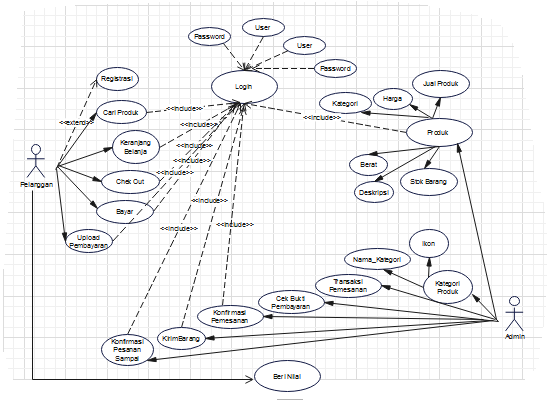 User
Password
User
Password
Login
Registrasi
Cari Produk
<<include>>
<<extend>>
Keranjang
Belanja
<<include>>
<<include>>
Chek Out
<<include>>
Pelanggan
Bayar
<<include>>
Upload
Pembayaran
<<include>>
<<include>>
Jual Produk
Harga
Kategori
<<include>>
Produk
Berat
Deskripsi
Stok Barang
Ikon
Nama_Kategori
Transaksi
Pemesanan
Kategori
Produk
Cek Bukti
Pembayaran
Konfirmasi
Pemesanan
Admin
KirimBarang
Konfirmasi
Pesanan
Sampai
Beri Nilai